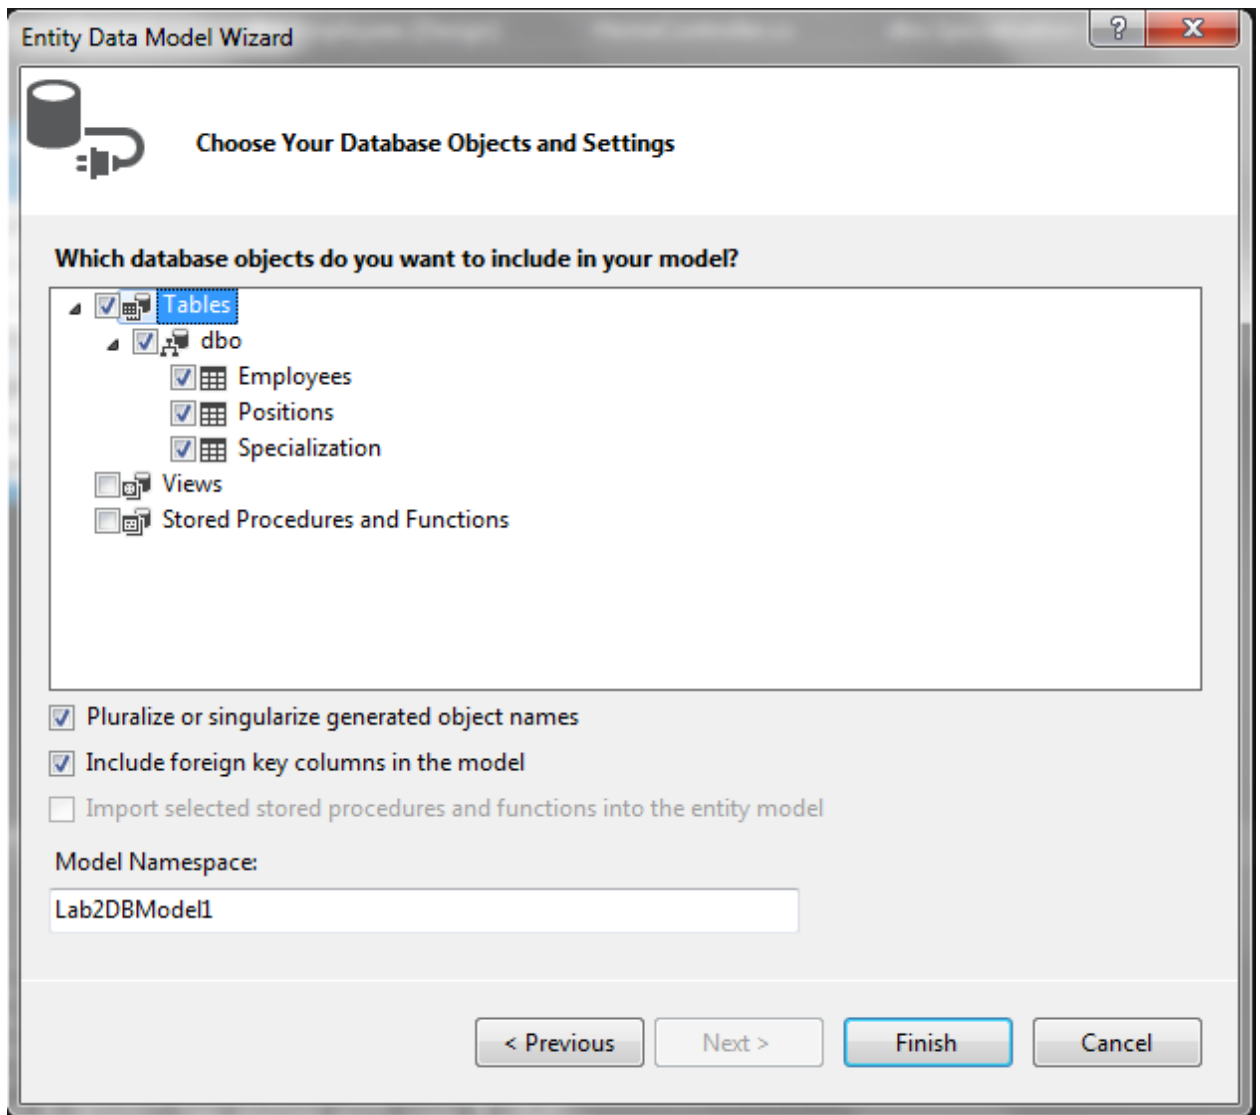 Entity Data Model Wizard
Choose Your Database Objects and Settings
Which database objects do you want to include in your model?
Tables
dbo
Employees
Positions
Specialization
Views
Stored Procedures and Functions
Pluralize or singularize generated object names
Include foreign key columns in the model
Import selected stored procedures and functions into the entity model
Model Namespace:
Lab2DBModel1
< Previous Next > Finish Cancel